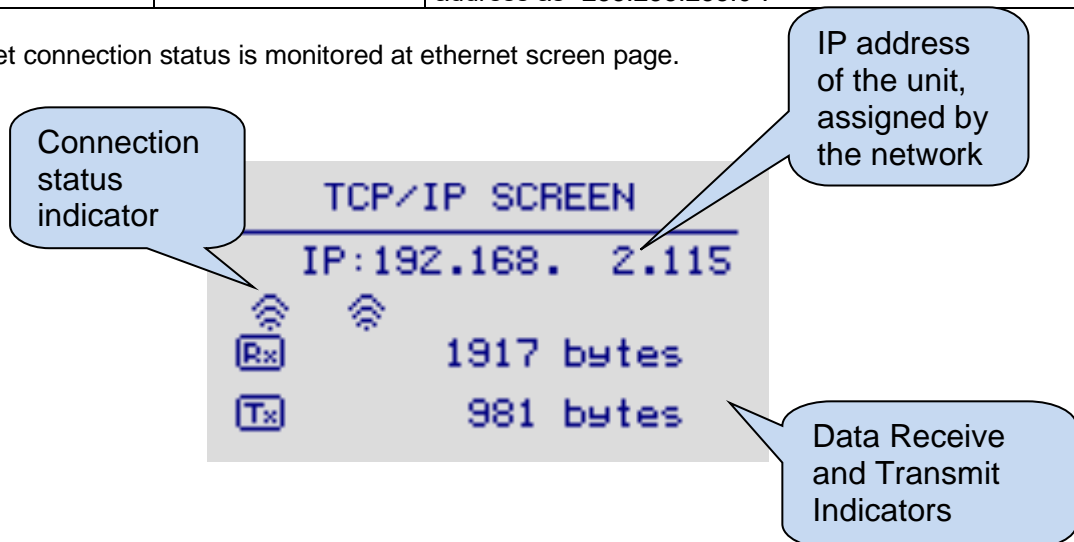 et connection status is monitored at ethernet screen page.
IP address
of the unit,
assigned by
the network
Connection
status
indicator
TCP/IP SCREEN
IP:192.168. 2.115
Rx 1917 bytes
Tx 981 bytes
Data Receive
and Transmit
Indicators